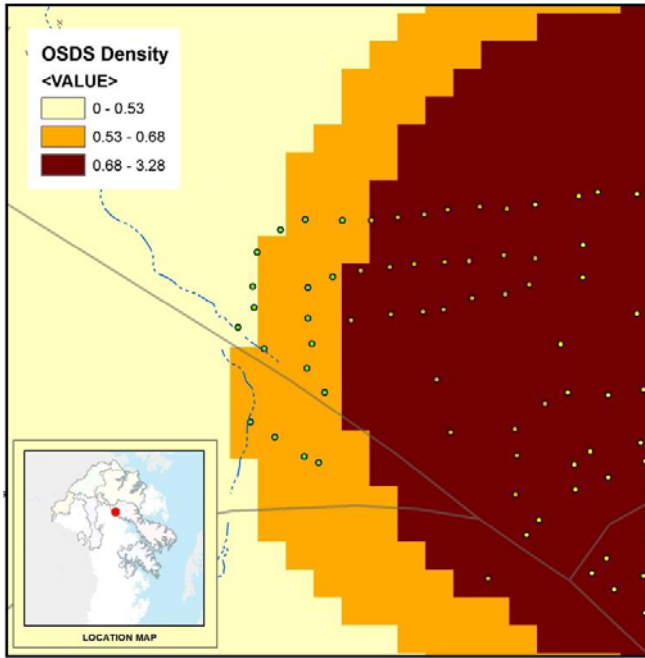 OSDS Density
<VALUE>
0 - 0.53
0.53 - 0.68
0.68 - 3.28
LOCATION MAP